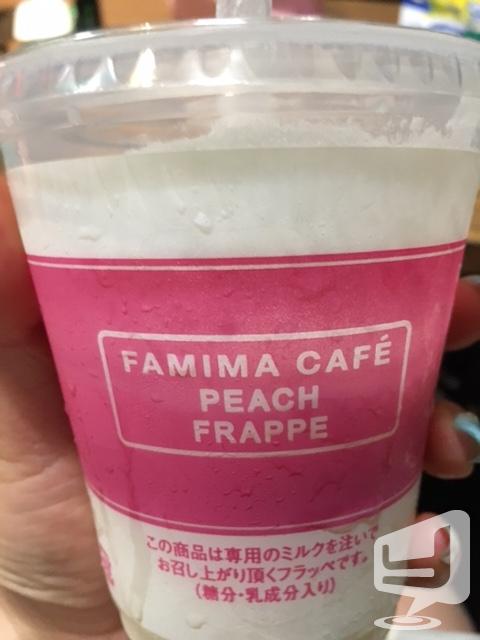 FAMIMA CAFÉ
PEACH
FRAPPE
この商品は専用のミルクを注いで
お召し上がり頂くフラッペです。
(糖分・乳成分入り)